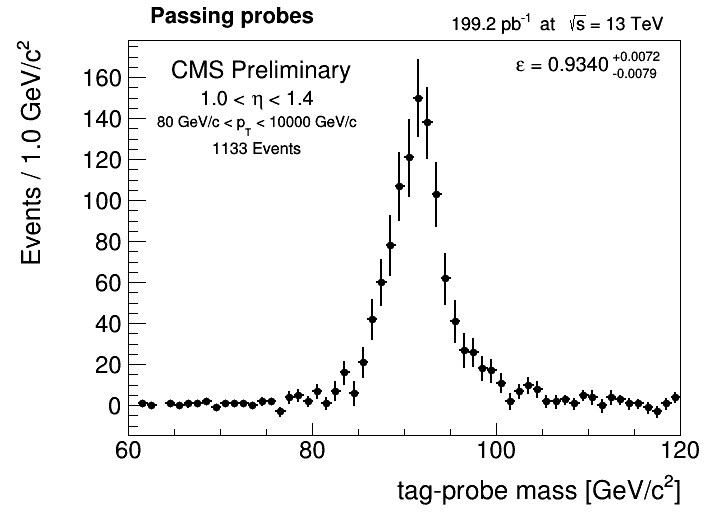 Passing probes
199.2 pb⁻¹ at √s = 13 TeV
CMS Preliminary
ε = 0.9340 +0.0072 -0.0079
1.0 < η < 1.4
80 GeV/c < p_T < 10000 GeV/c
1133 Events
Events / 1.0 GeV/c²
160
140
120
100
80
60
40
20
0
60 80 100 120
tag-probe mass [GeV/c²]